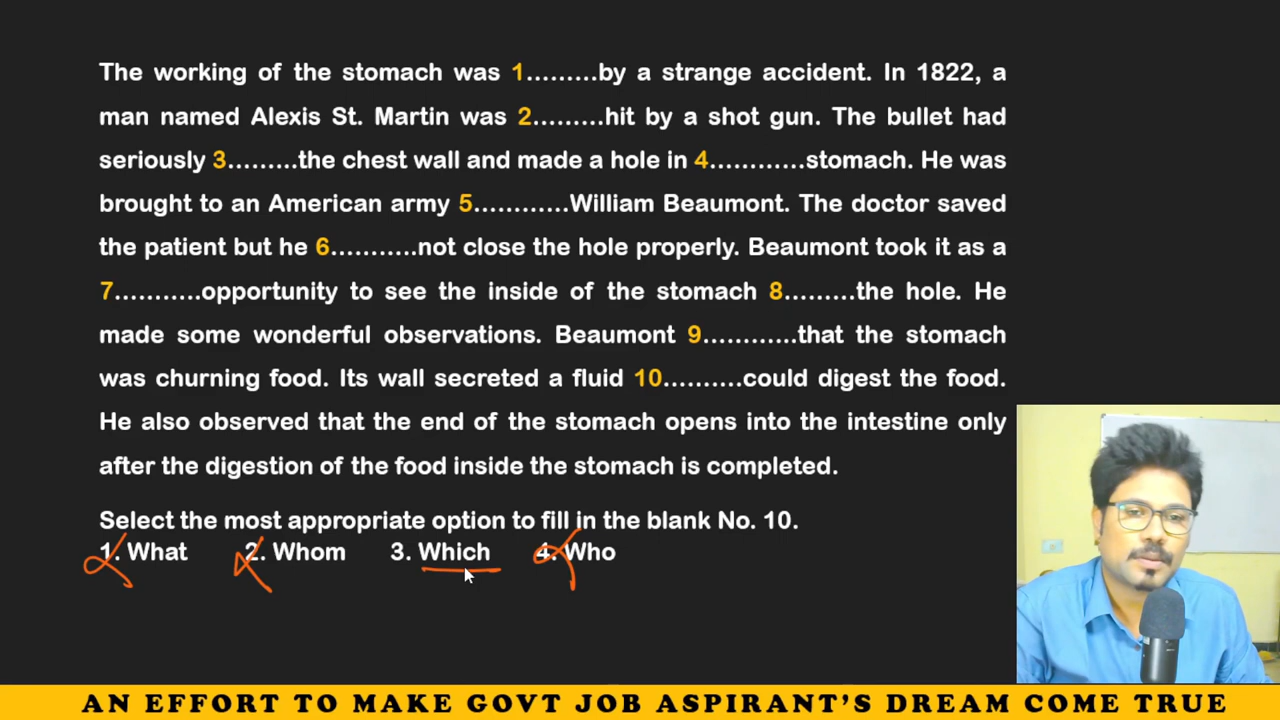 The working of the stomach was 1.........by a strange accident. In 1822, a
man named Alexis St. Martin was 2.........hit by a shot gun. The bullet had
seriously 3.........the chest wall and made a hole in 4............stomach. He was
brought to an American army 5............William Beaumont. The doctor saved
the patient but he 6...........not close the hole properly. Beaumont took it as a
7...........opportunity to see the inside of the stomach 8.........the hole. He
made some wonderful observations. Beaumont 9............that the stomach
was churning food. Its wall secreted a fluid 10..........could digest the food.
He also observed that the end of the stomach opens into the intestine only
after the digestion of the food inside the stomach is completed.
Select the most appropriate option to fill in the blank No. 10.
1. What 2. Whom 3. Which 4. Who
AN EFFORT TO MAKE GOVT JOB ASPIRANT'S DREAM COME TRUE